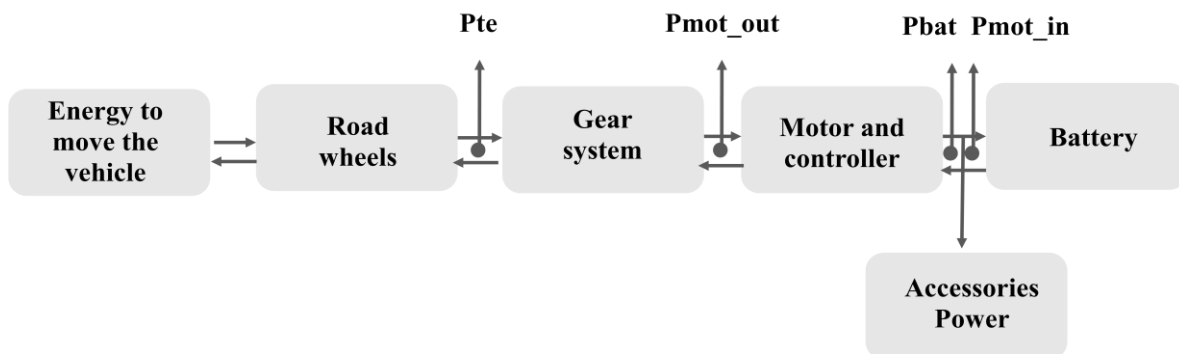 Pte
Pmot_out
Pbat
Pmot_in
Energy to
move the
vehicle
Road
wheels
Gear
system
Motor and
controller
Battery
Accessories
Power